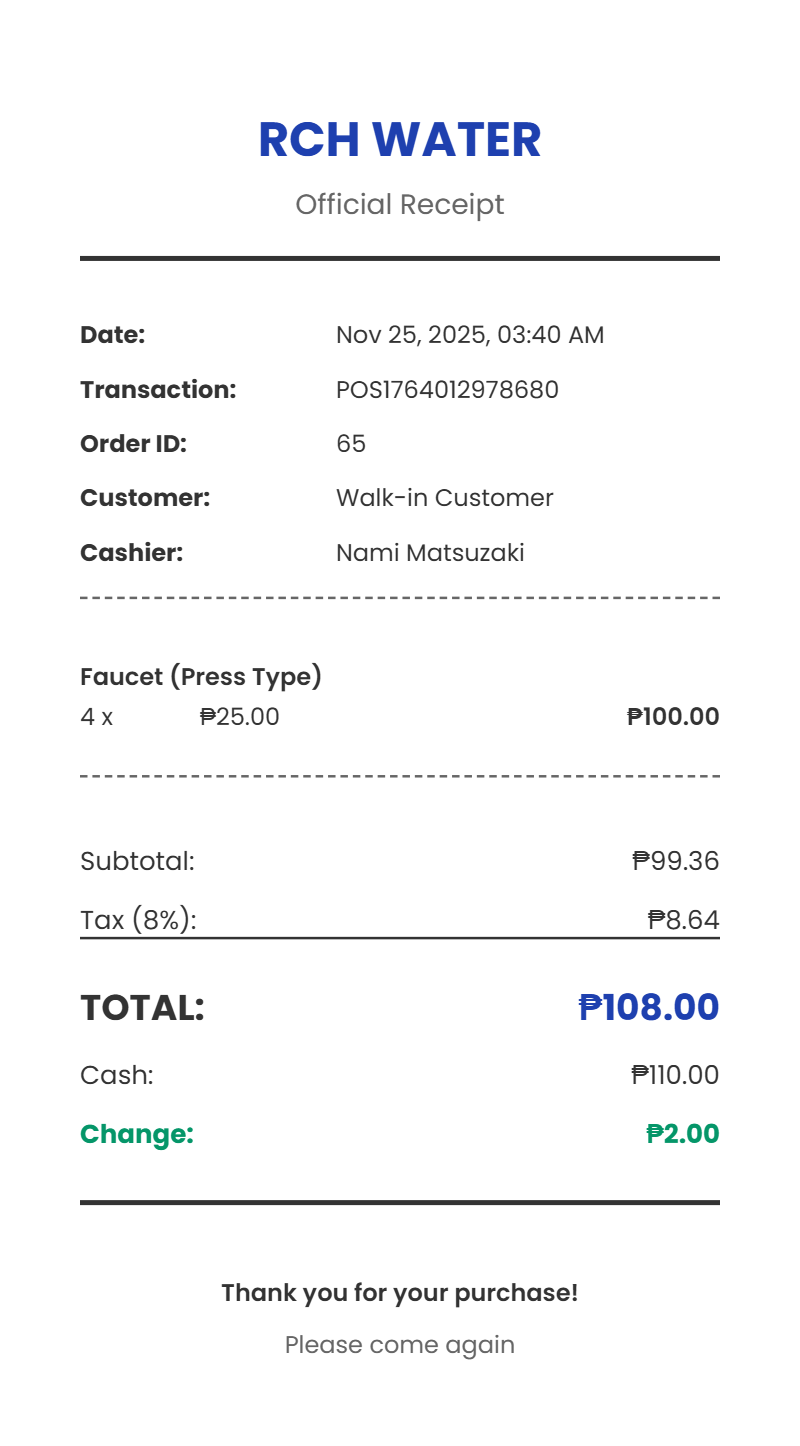 RCH WATER
Official Receipt
Date: Nov 25, 2025, 03:40 AM
Transaction: POS1764012978680
Order ID: 65
Customer: Walk-in Customer
Cashier: Nami Matsuzaki
Faucet (Press Type)
4 x ₱25.00 ₱100.00
Subtotal: ₱99.36
Tax (8%): ₱8.64
TOTAL: ₱108.00
Cash: ₱110.00
Change: ₱2.00
Thank you for your purchase!
Please come again